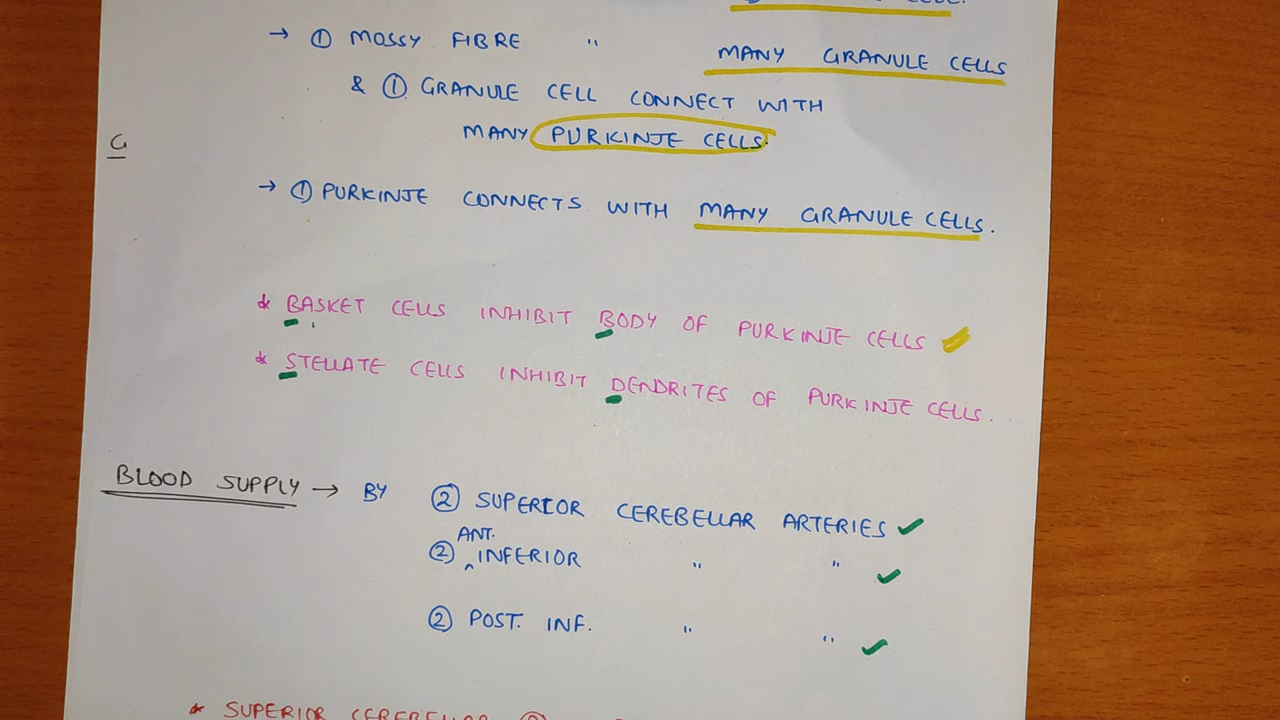 → ① MOSSY FIBRE " MANY GRANULE CELLS
& ① GRANULE CELL CONNECT WITH
MANY PURKINJE CELLS.
G
→ ① PURKINJE CONNECTS WITH MANY GRANULE CELLS.
* BASKET CELLS INHIBIT BODY OF PURKINJE CELLS
* STELLATE CELLS INHIBIT DENDRITES OF PURKINJE CELLS.
BLOOD SUPPLY → BY ② SUPERIOR CEREBELLAR ARTERIES ✓
② ANT. INFERIOR " " ✓
② POST. INF. " " ✓
* SUPERIOR CEREBELLAR